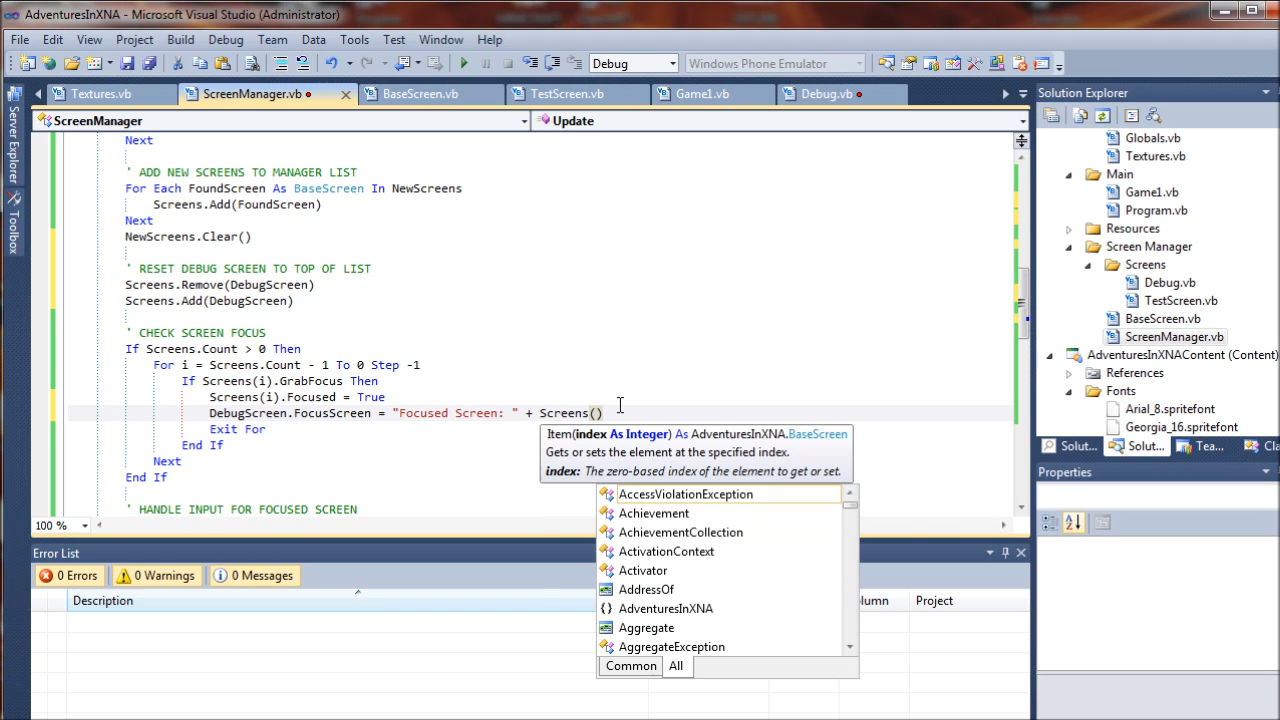 AdventuresInXNA - Microsoft Visual Studio (Administrator)
File Edit View Project Build Debug Team Data Tools Test Window Help
Debug Windows Phone Emulator
Textures.vb ScreenManager.vb BaseScreen.vb TestScreen.vb Game1.vb Debug.vb
ScreenManager Update
Next
' ADD NEW SCREENS TO MANAGER LIST
For Each FoundScreen As BaseScreen In NewScreens
Screens.Add(FoundScreen)
Next
NewScreens.Clear()
' RESET DEBUG SCREEN TO TOP OF LIST
Screens.Remove(DebugScreen)
Screens.Add(DebugScreen)
' CHECK SCREEN FOCUS
If Screens.Count > 0 Then
For i = Screens.Count - 1 To 0 Step -1
If Screens(i).GrabFocus Then
Screens(i).Focused = True
DebugScreen.FocusScreen = "Focused Screen: " + Screens()
Exit For
End If
Next
End If
' HANDLE INPUT FOR FOCUSED SCREEN
Item(index As Integer) As AdventuresInXNA.BaseScreen
Gets or sets the element at the specified index.
index: The zero-based index of the element to get or set.
AccessViolationException
Achievement
AchievementCollection
ActivationContext
Activator
AddressOf
AdventuresInXNA
Aggregate
AggregateException
Common All
100 %
Error List
0 Errors 0 Warnings 0 Messages
Description olumn Project
Server Explorer
Toolbox
Solution Explorer
Globals.vb
Textures.vb
Main
Game1.vb
Program.vb
Resources
Screen Manager
Screens
Debug.vb
TestScreen.vb
BaseScreen.vb
ScreenManager.vb
AdventuresInXNAContent (Content)
References
Fonts
Arial_8.spritefont
Georgia_16.spritefont
Solut... Solut... Tea... Cla
Properties